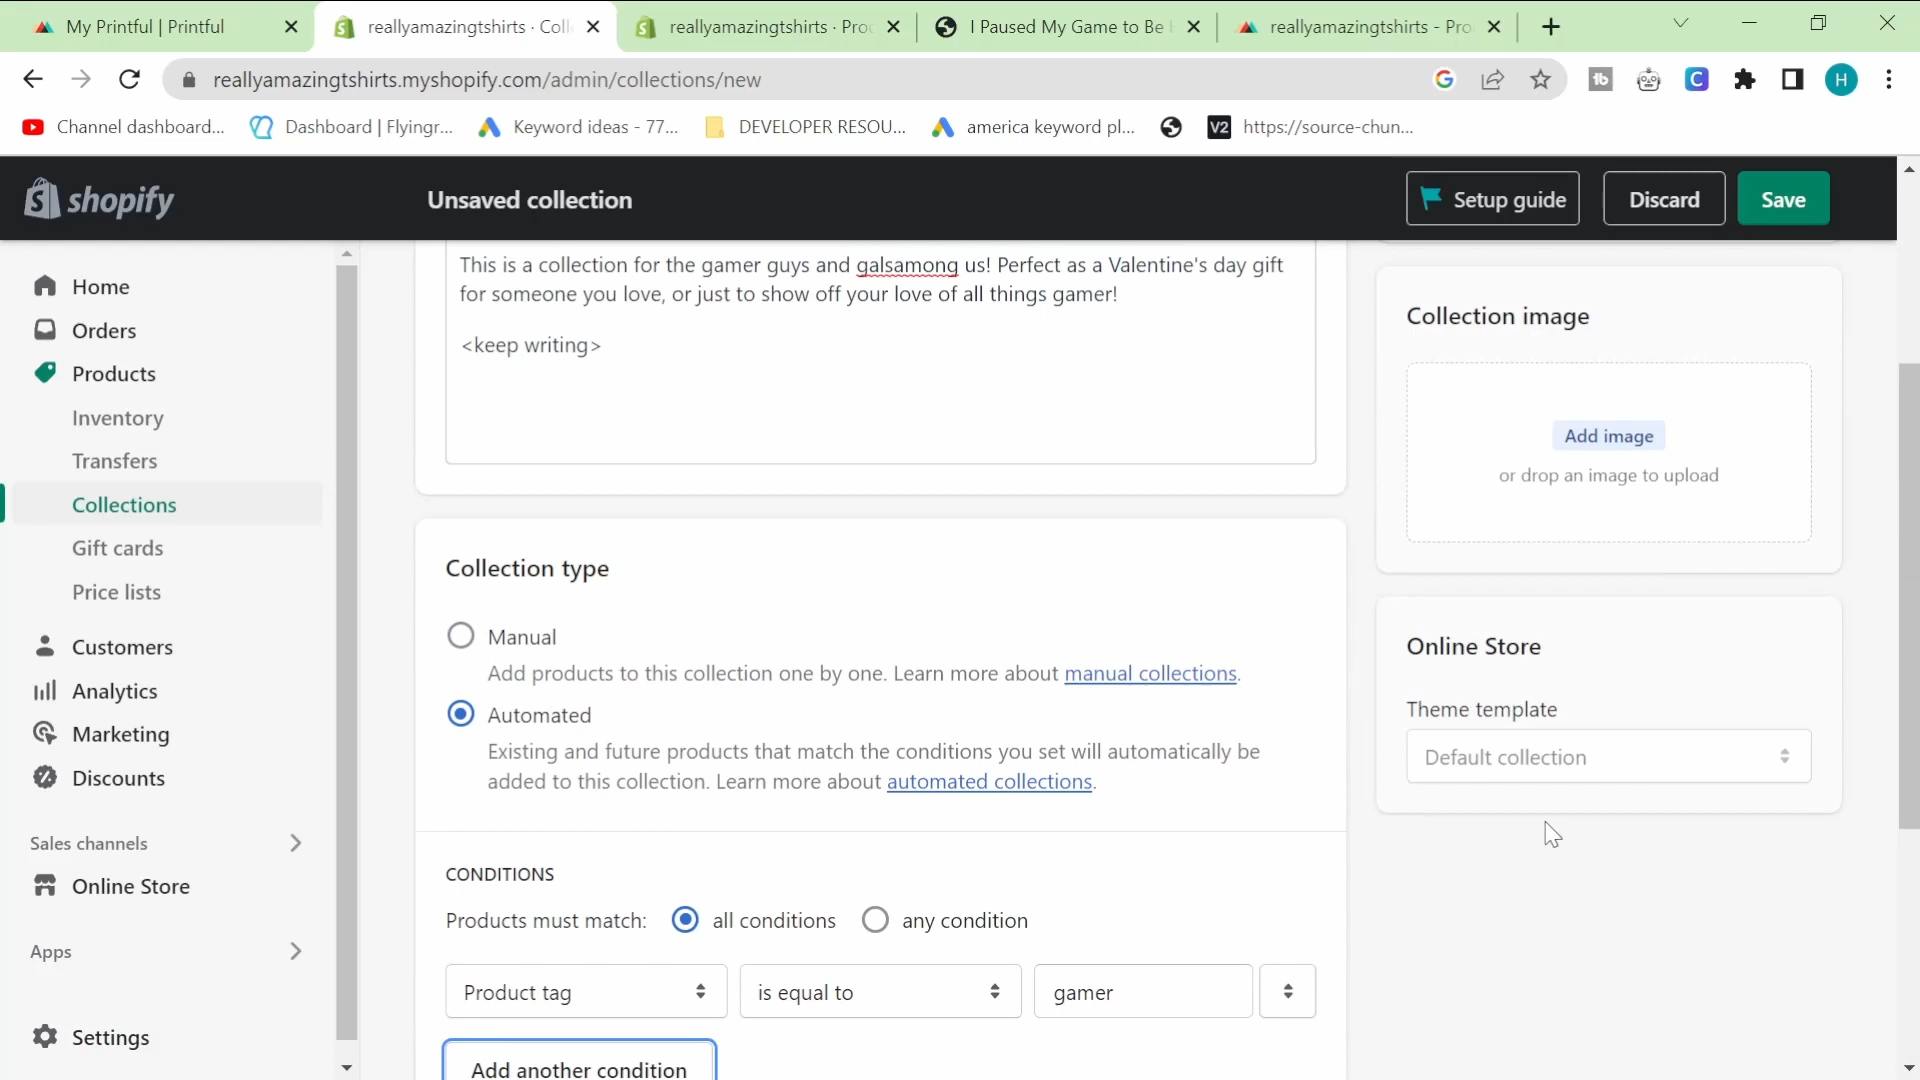 My Printful | Printful
reallyamazingtshirts · Coll
reallyamazingtshirts · Proc
I Paused My Game to Be H
reallyamazingtshirts - Pro
reallyamazingtshirts.myshopify.com/admin/collections/new
Channel dashboard...
Dashboard | Flyingr...
Keyword ideas - 77...
DEVELOPER RESOU...
america keyword pl...
V2
https://source-chun...
shopify
Unsaved collection
Setup guide
Discard
Save
Home
Orders
Products
Inventory
Transfers
Collections
Gift cards
Price lists
Customers
Analytics
Marketing
Discounts
Sales channels
Online Store
Apps
Settings
This is a collection for the gamer guys and galsamong us! Perfect as a Valentine's day gift
for someone you love, or just to show off your love of all things gamer!
<keep writing>
Collection type
Manual
Add products to this collection one by one. Learn more about manual collections.
Automated
Existing and future products that match the conditions you set will automatically be
added to this collection. Learn more about automated collections.
CONDITIONS
Products must match:
all conditions
any condition
Product tag
is equal to
gamer
Add another condition
Collection image
Add image
or drop an image to upload
Online Store
Theme template
Default collection